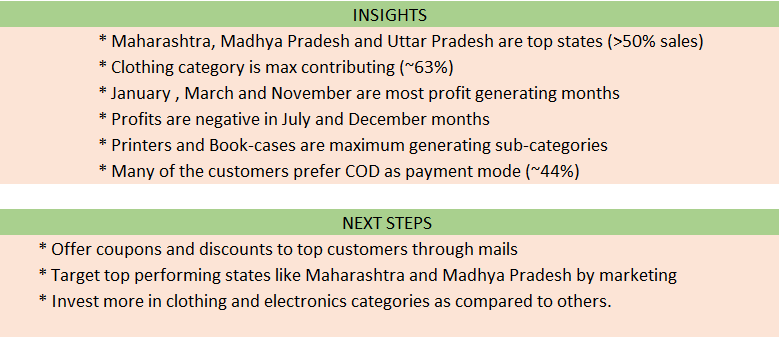 INSIGHTS
* Maharashtra, Madhya Pradesh and Uttar Pradesh are top states (>50% sales)
* Clothing category is max contributing (~63%)
* January , March and November are most profit generating months
* Profits are negative in July and December months
* Printers and Book-cases are maximum generating sub-categories
* Many of the customers prefer COD as payment mode (~44%)
NEXT STEPS
* Offer coupons and discounts to top customers through mails
* Target top performing states like Maharashtra and Madhya Pradesh by marketing
* Invest more in clothing and electronics categories as compared to others.